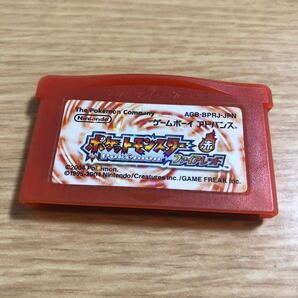 The Pokémon Company
AGB-BPRJ-JPN
Nintendo
ゲームボーイ アドバンス
ポケットモンスター
ファイアレッド
©2004 Pokémon.
©1995-2004 Nintendo/Creatures Inc./GAME FREAK Inc.